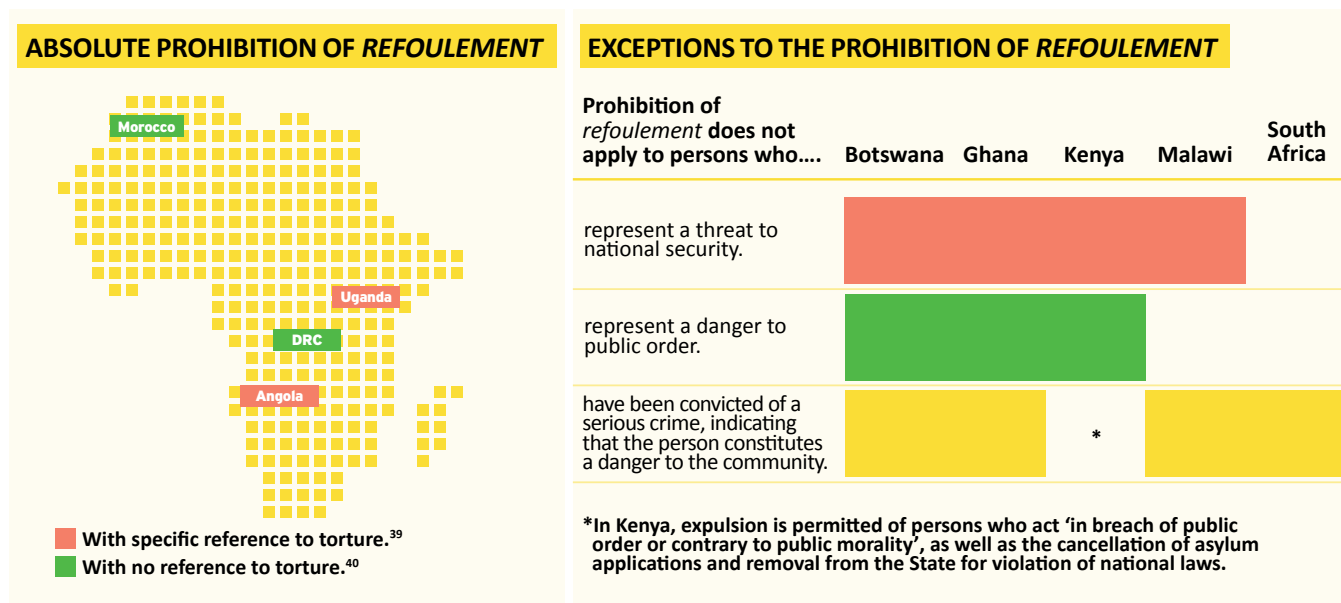 ABSOLUTE PROHIBITION OF REFOULEMENT
Morocco
Uganda
DRC
Angola
With specific reference to torture.39
With no reference to torture.40
EXCEPTIONS TO THE PROHIBITION OF REFOULEMENT
Prohibition of
refoulement does not
apply to persons who....
Botswana
Ghana
Kenya
Malawi
South
Africa
represent a threat to
national security.
represent a danger to
public order.
have been convicted of a
serious crime, indicating
that the person constitutes
a danger to the community.
*
*In Kenya, expulsion is permitted of persons who act ‘in breach of public
order or contrary to public morality’, as well as the cancellation of asylum
applications and removal from the State for violation of national laws.